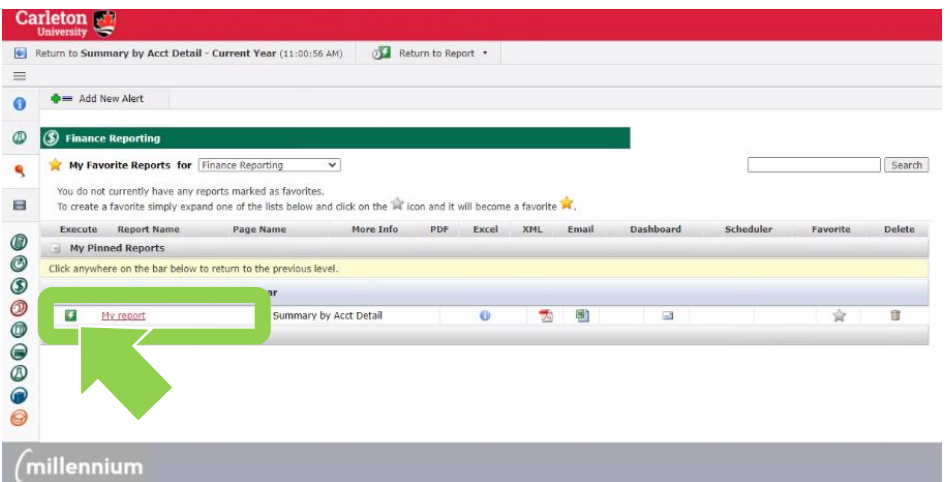 Carleton
University
Return to Summary by Acct Detail - Current Year (11:00:56 AM) Return to Report
Add New Alert
Finance Reporting
My Favorite Reports for Finance Reporting Search
You do not currently have any reports marked as favorites.
To create a favorite simply expand one of the lists below and click on the icon and it will become a favorite .
Execute Report Name Page Name More Info PDF Excel XML Email Dashboard Scheduler Favorite Delete
My Pinned Reports
Click anywhere on the bar below to return to the previous level.
ar
My report Summary by Acct Detail
millennium